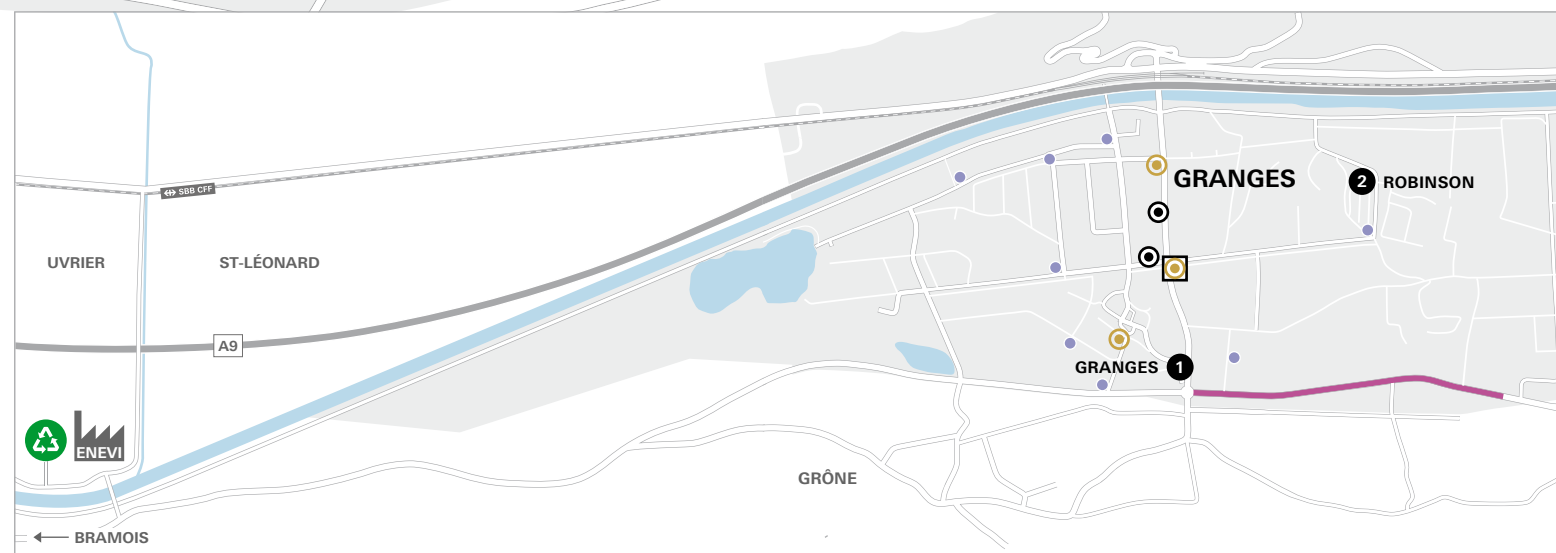 SBB CFF
GRANGES
2 ROBINSON
UVRIER
ST-LÉONARD
A9
GRANGES 1
ENEVI
GRÔNE
BRAMOIS